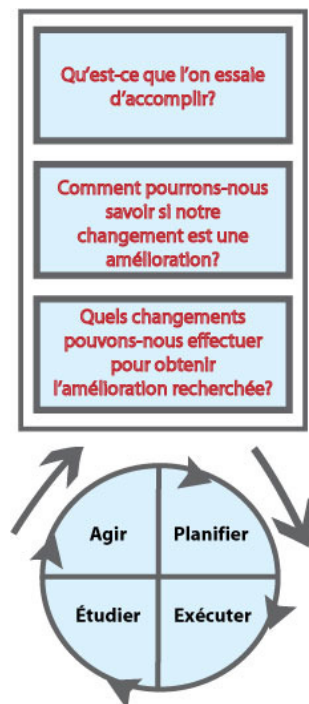 Qu'est-ce que l'on essaie
d'accomplir?
Comment pourrons-nous
savoir si notre
changement est une
amélioration?
Quels changements
pouvons-nous effectuer
pour obtenir
l'amélioration recherchée?
Agir
Planifier
Étudier
Exécuter